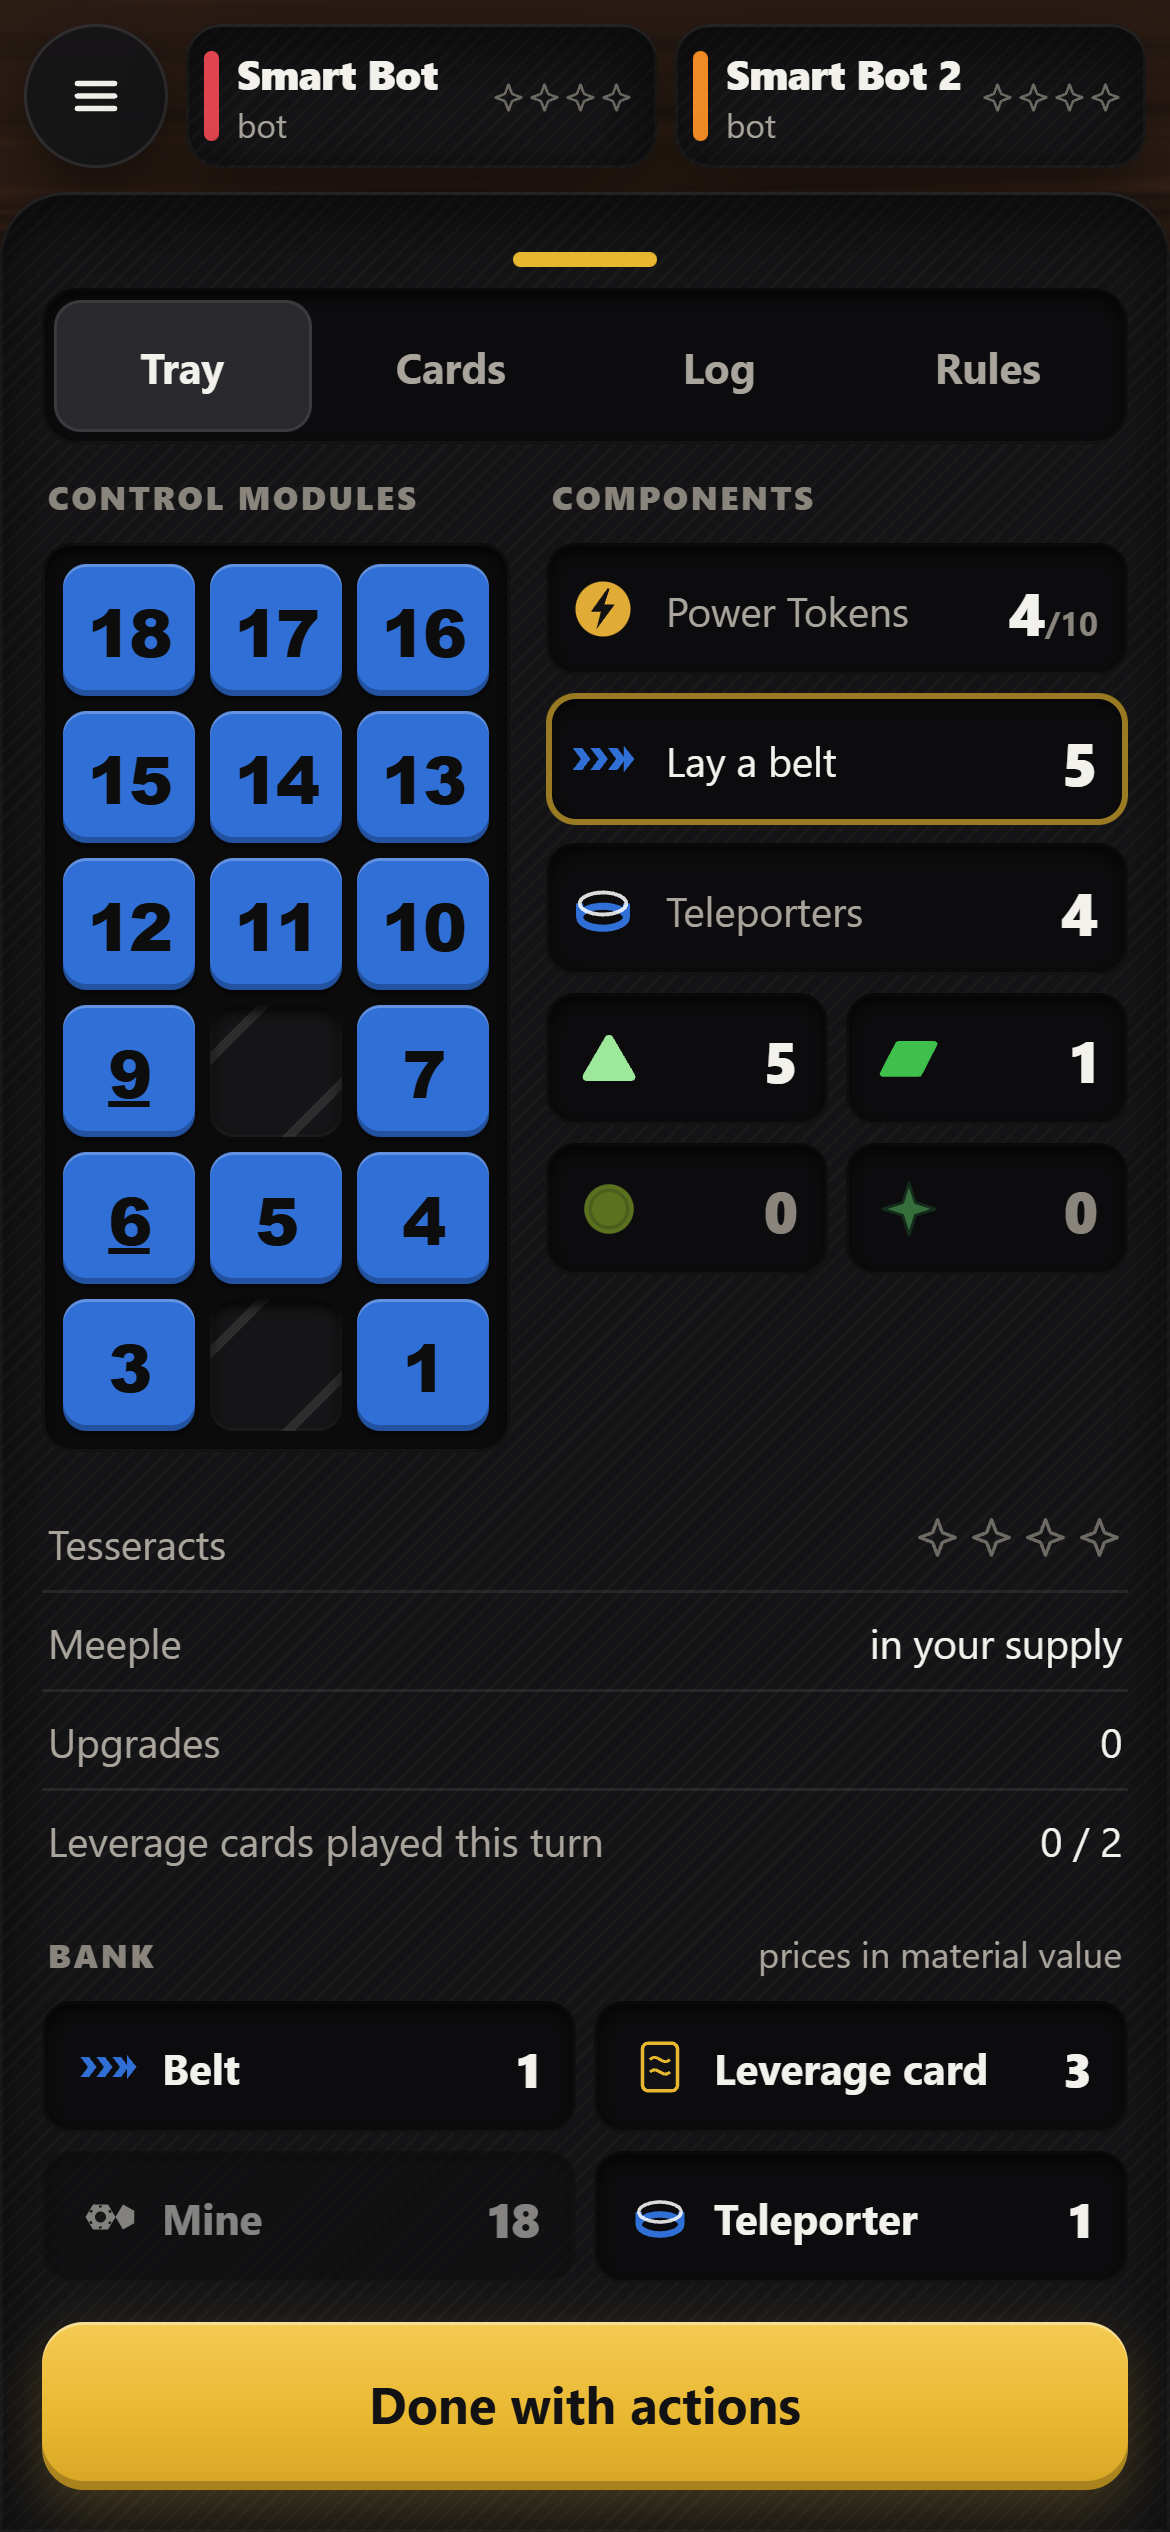 Smart Bot
bot
Smart Bot 2
bot
Tray
Cards
Log
Rules
CONTROL MODULES
COMPONENTS
18 17 16
15 14 13
12 11 10
9 7
6 5 4
3 1
Power Tokens 4/10
Lay a belt 5
Teleporters 4
5 1
0 0
Tesseracts
Meeple in your supply
Upgrades 0
Leverage cards played this turn 0 / 2
BANK prices in material value
Belt 1
Leverage card 3
Mine 18
Teleporter 1
Done with actions